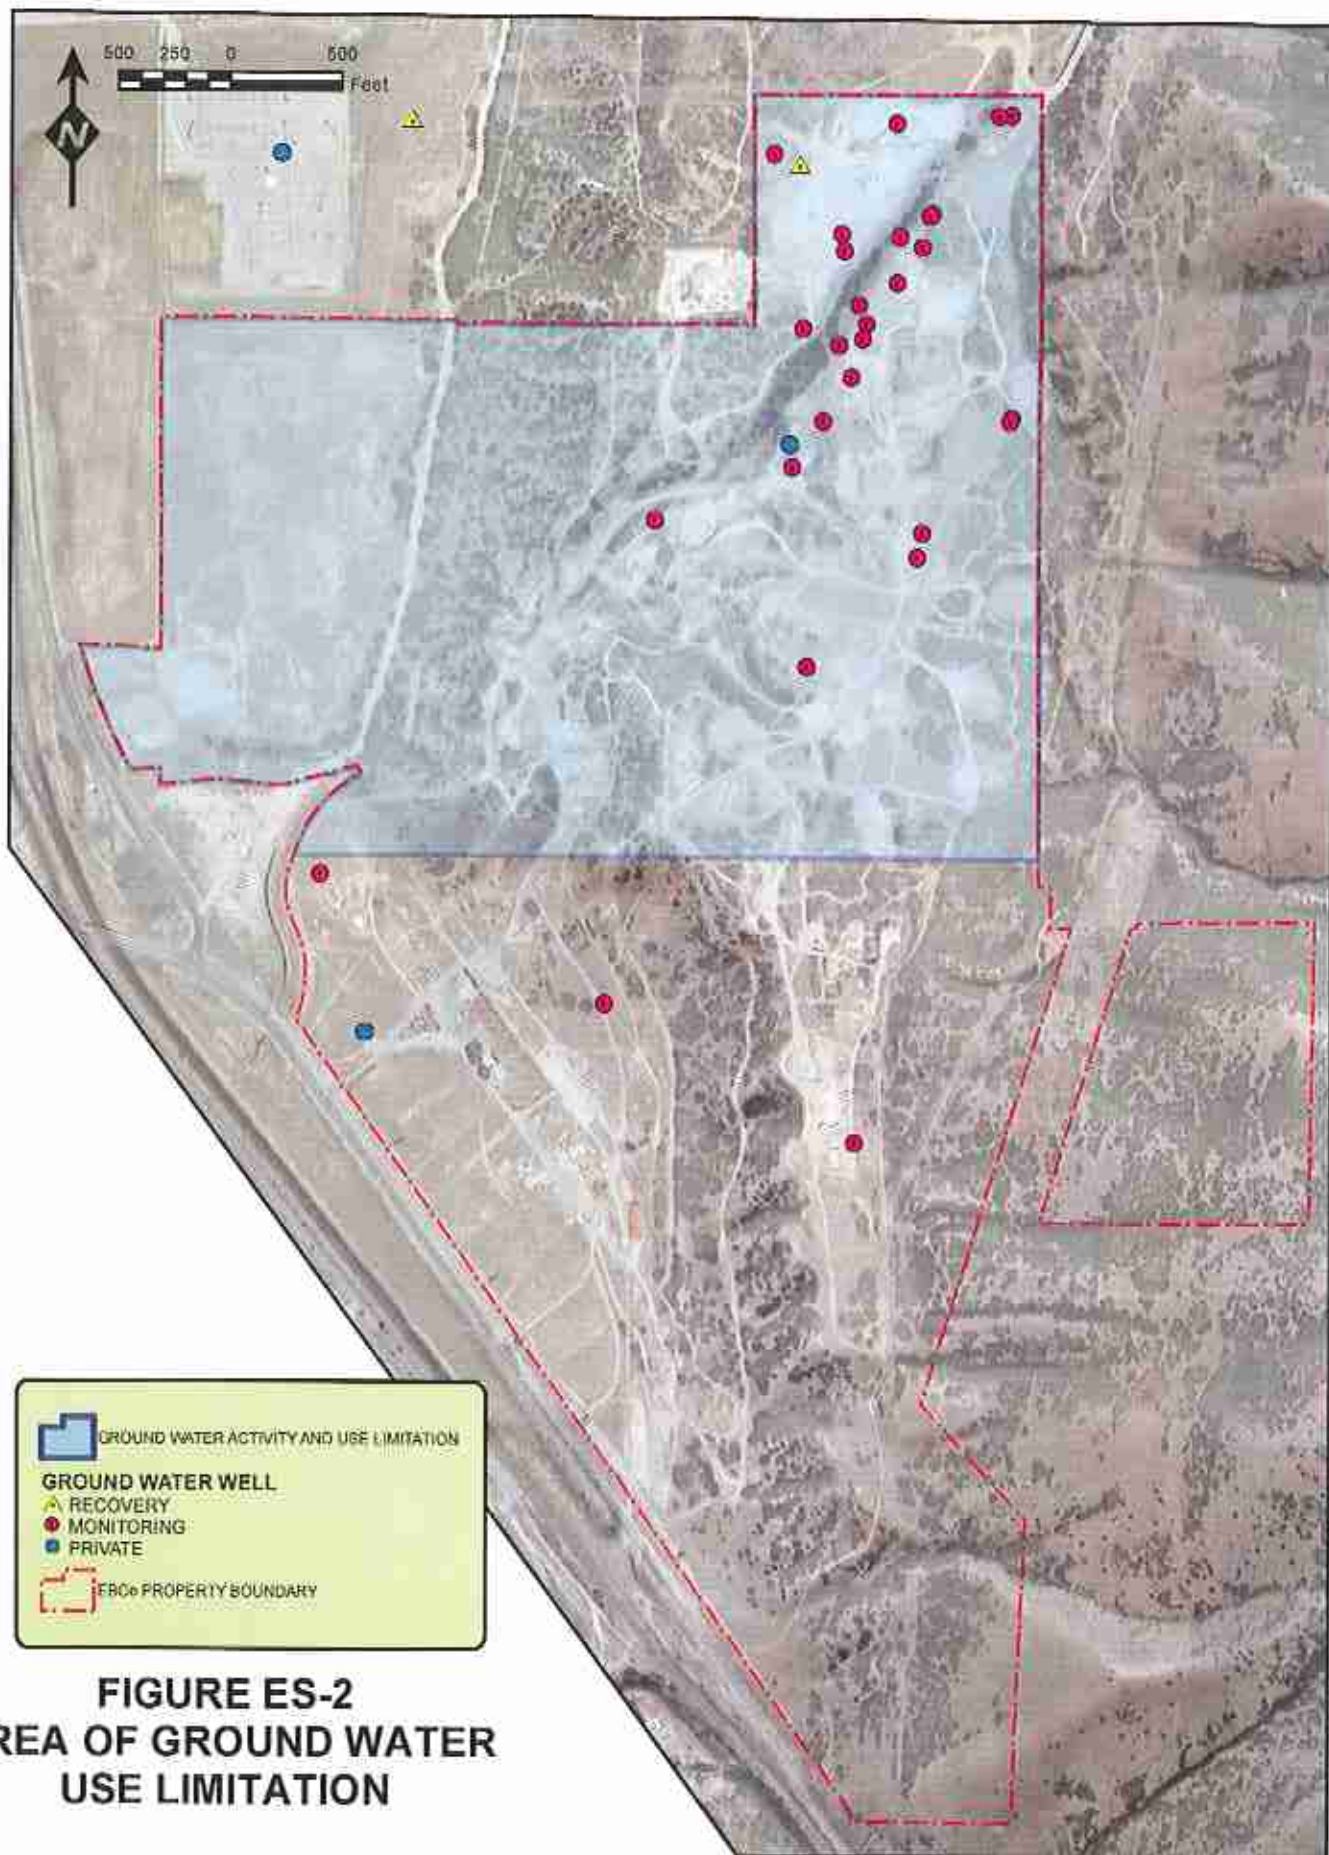 500 250 0 500
Feet
N
GROUND WATER ACTIVITY AND USE LIMITATION
GROUND WATER WELL
RECOVERY
MONITORING
PRIVATE
PROPERTY BOUNDARY
FIGURE ES-2
REA OF GROUND WATER
USE LIMITATION